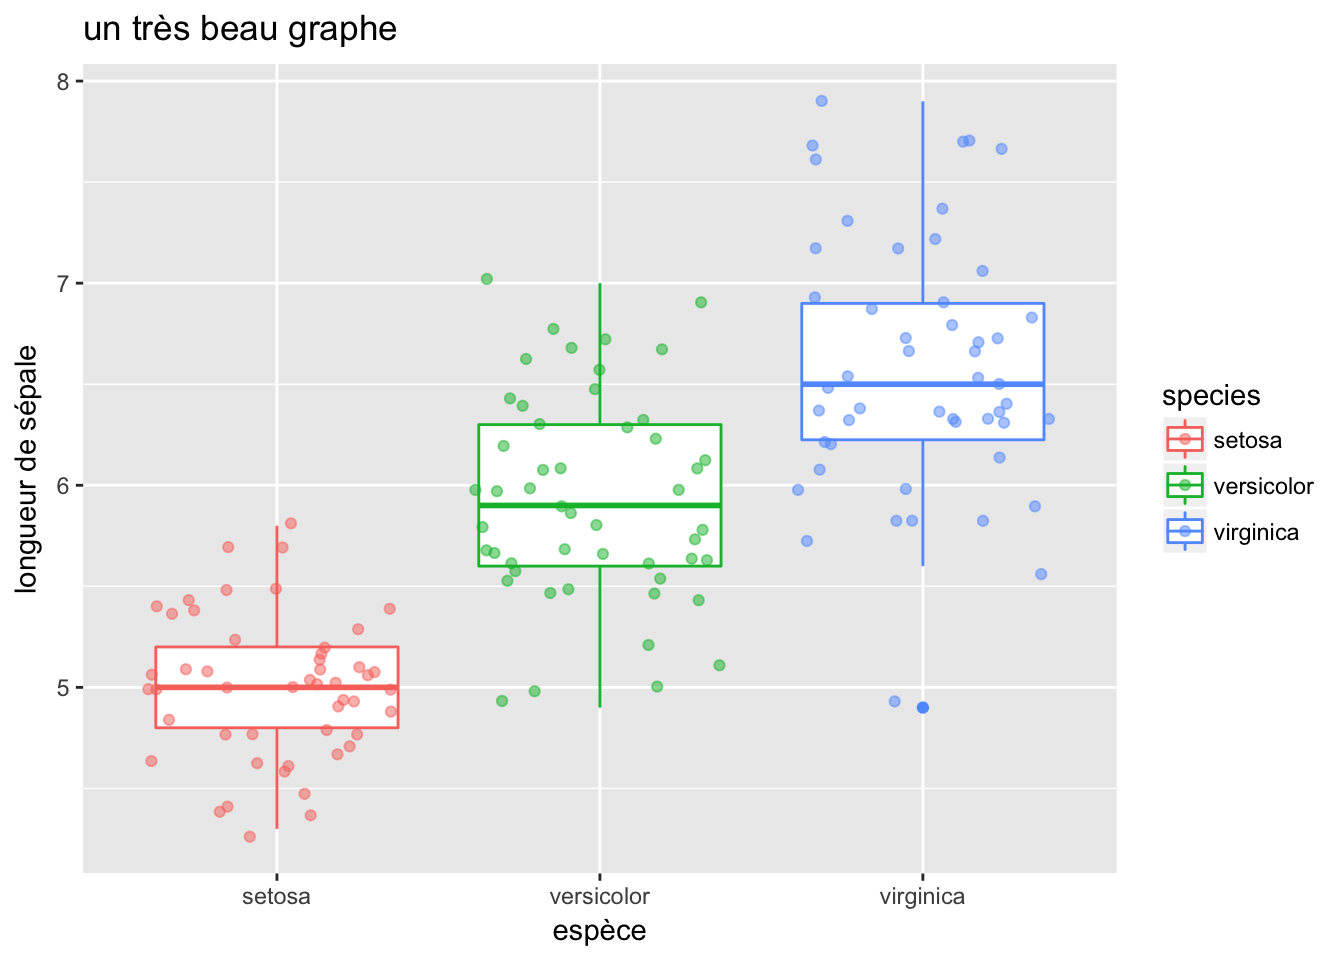 un très beau graphe
8
7
6
5
longueur de sépale
setosa
versicolor
virginica
espèce
species
setosa
versicolor
virginica